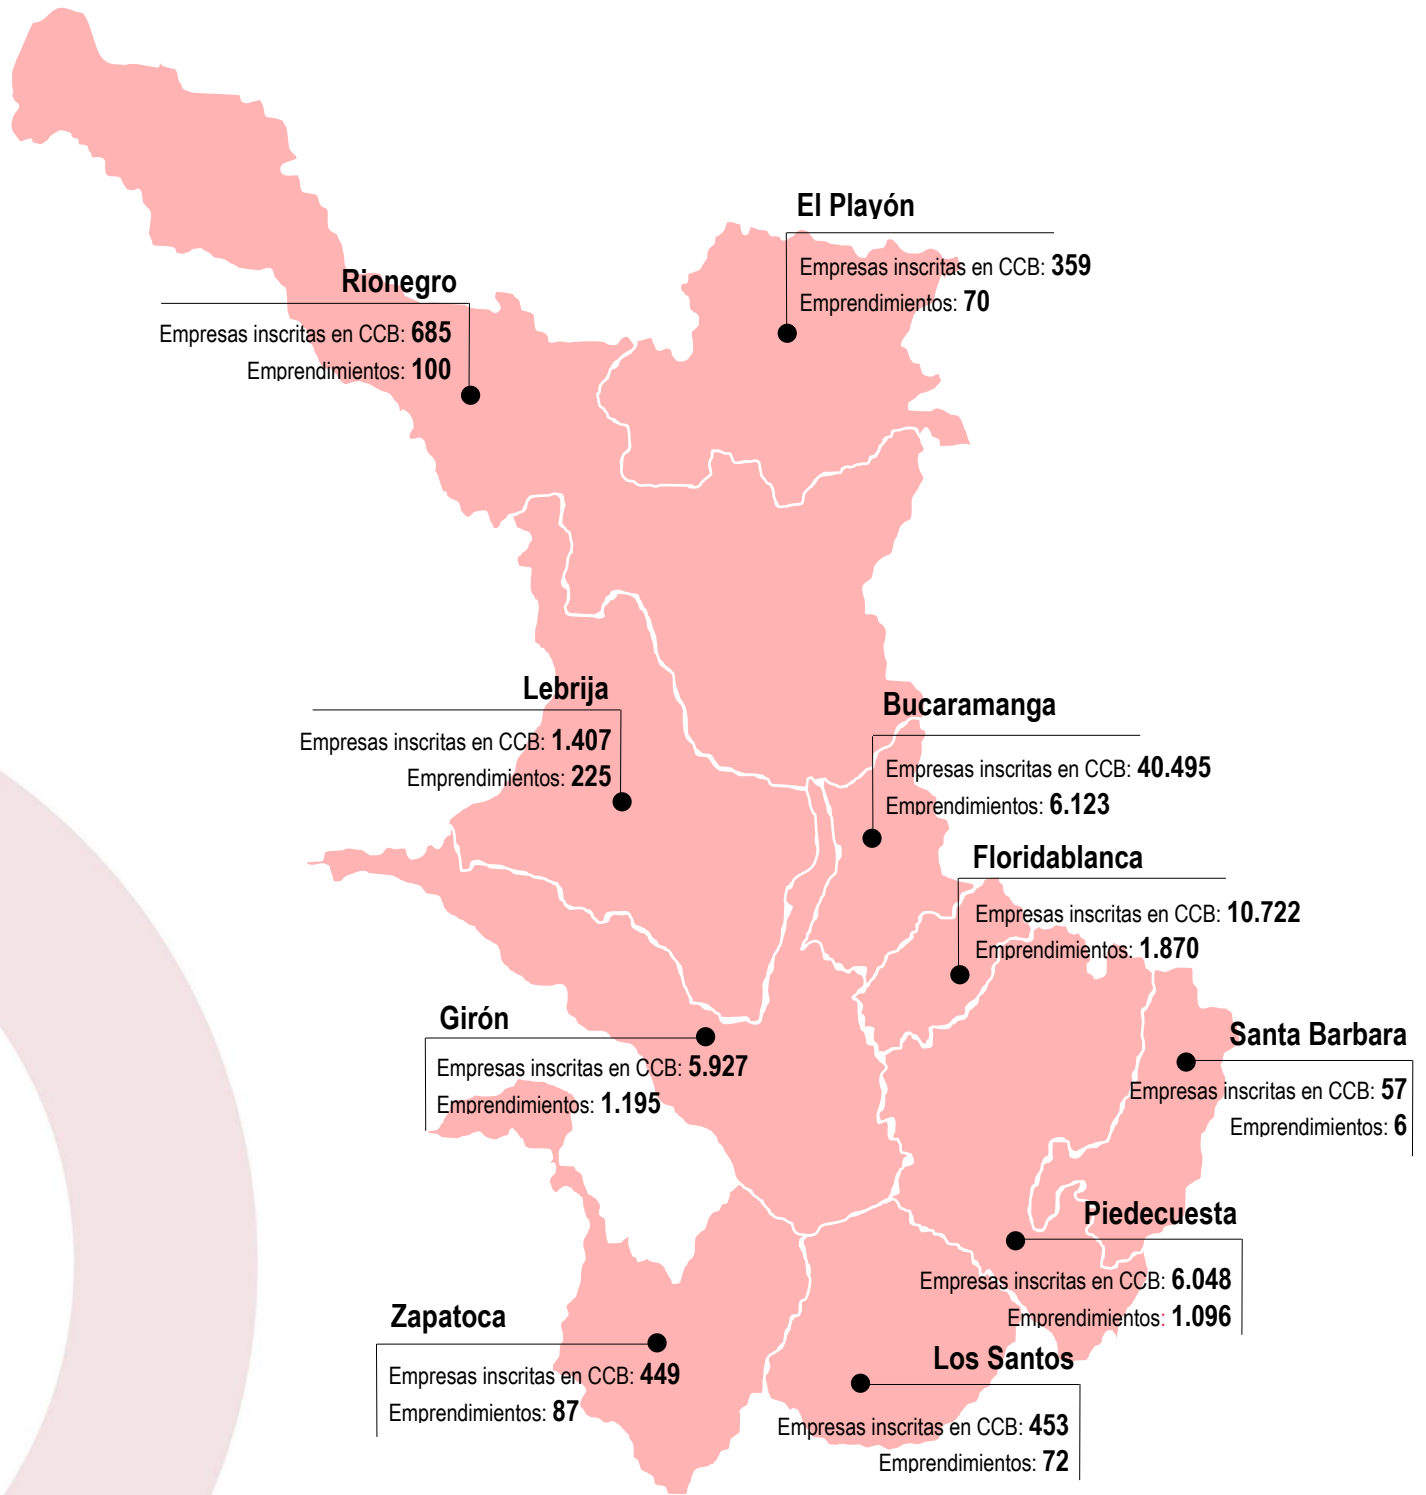 El Playón
Empresas inscritas en CCB: 359
Emprendimientos: 70
Rionegro
Empresas inscritas en CCB: 685
Emprendimientos: 100
Lebrija
Empresas inscritas en CCB: 1.407
Emprendimientos: 225
Bucaramanga
Empresas inscritas en CCB: 40.495
Emprendimientos: 6.123
Floridablanca
Empresas inscritas en CCB: 10.722
Emprendimientos: 1.870
Girón
Empresas inscritas en CCB: 5.927
Emprendimientos: 1.195
Santa Barbara
Empresas inscritas en CCB: 57
Emprendimientos: 6
Piedecuesta
Empresas inscritas en CCB: 6.048
Emprendimientos: 1.096
Zapatoca
Empresas inscritas en CCB: 449
Emprendimientos: 87
Los Santos
Empresas inscritas en CCB: 453
Emprendimientos: 72